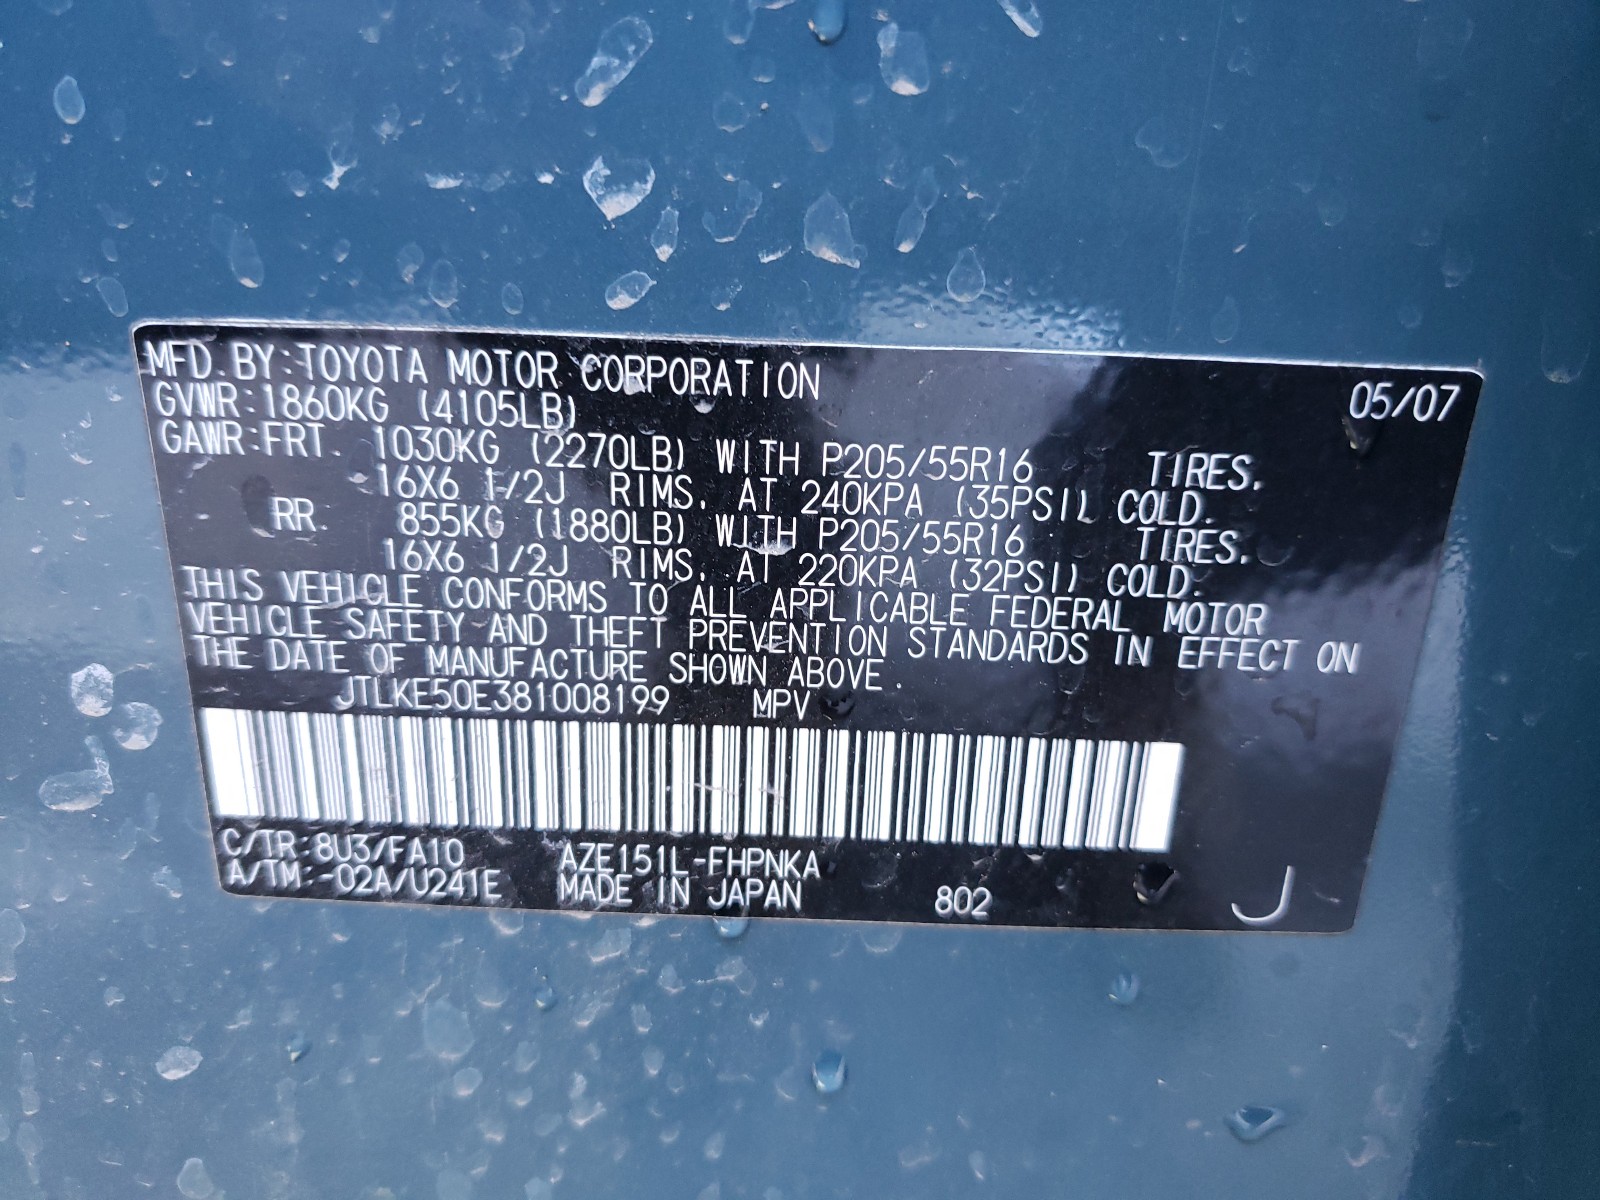 MFD. BY: TOYOTA MOTOR CORPORATION 05/07
GVWR: 1860KG (4105LB)
GAWR: FRT. 1030KG (2270LB) WITH P205/55R16 TIRES,
16X6 1/2J RIMS, AT 240KPA (35PSI) COLD.
RR. 855KG (1880LB) WITH P205/55R16 TIRES,
16X6 1/2J RIMS, AT 220KPA (32PSI) COLD.
THIS VEHICLE CONFORMS TO ALL APPLICABLE FEDERAL MOTOR
VEHICLE SAFETY AND THEFT PREVENTION STANDARDS IN EFFECT ON
THE DATE OF MANUFACTURE SHOWN ABOVE.
JTLKE50E381008199 MPV
C/TR: 8U3/FA10 AZE151L-FHPNKA
A/TM: -02A/U241E MADE IN JAPAN 802 J